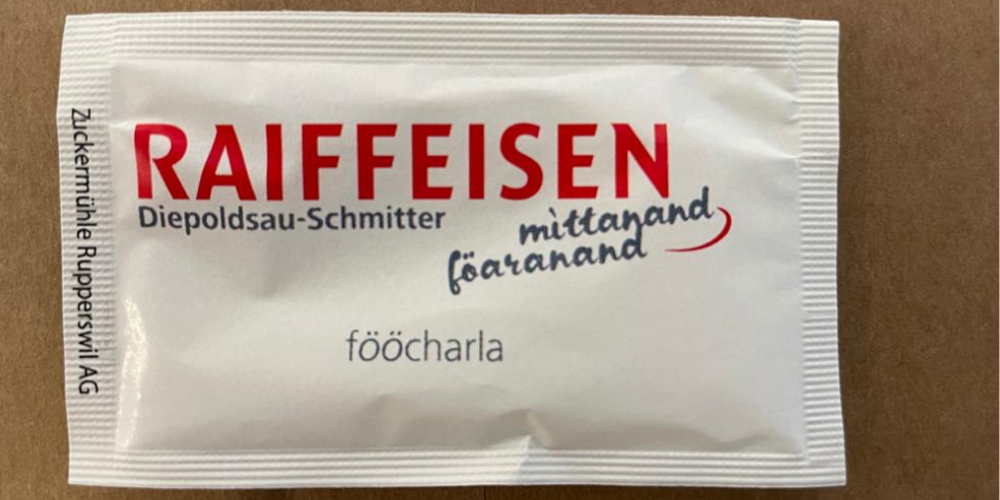 RAIFFEISEN
Diepoldsau-Schmitter
mittanand
föaranand
fööcharla
Zuckermühle Rupperswil AG